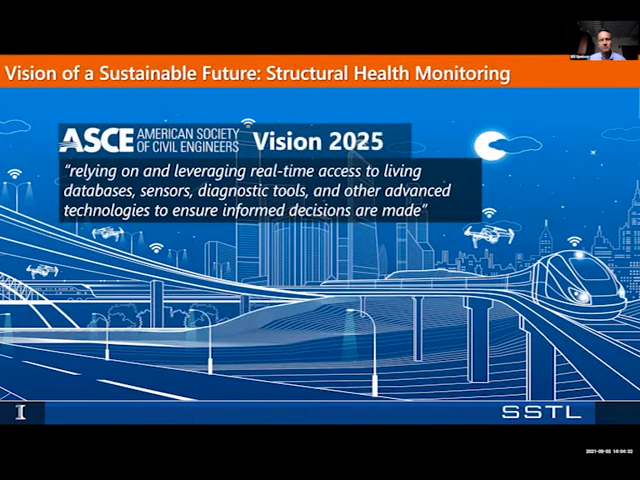 Vision of a Sustainable Future: Structural Health Monitoring
ASCE AMERICAN SOCIETY
OF CIVIL ENGINEERS
Vision 2025
“relying on and leveraging real-time access to living
databases, sensors, diagnostic tools, and other advanced
technologies to ensure informed decisions are made”
I
SSTL